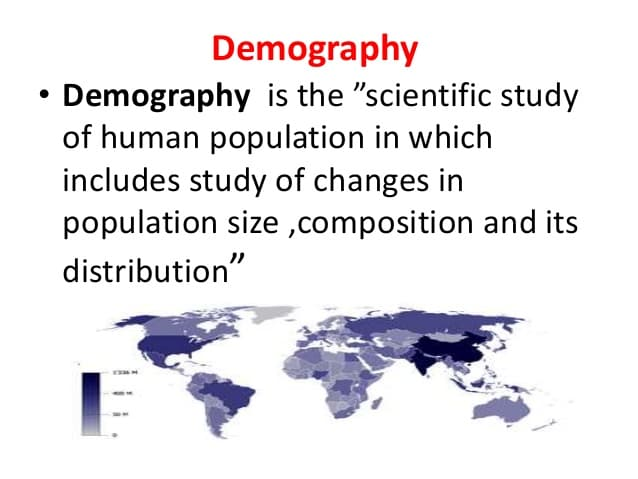 Demography
• Demography is the ”scientific study
of human population in which
includes study of changes in
population size ,composition and its
distribution”
0